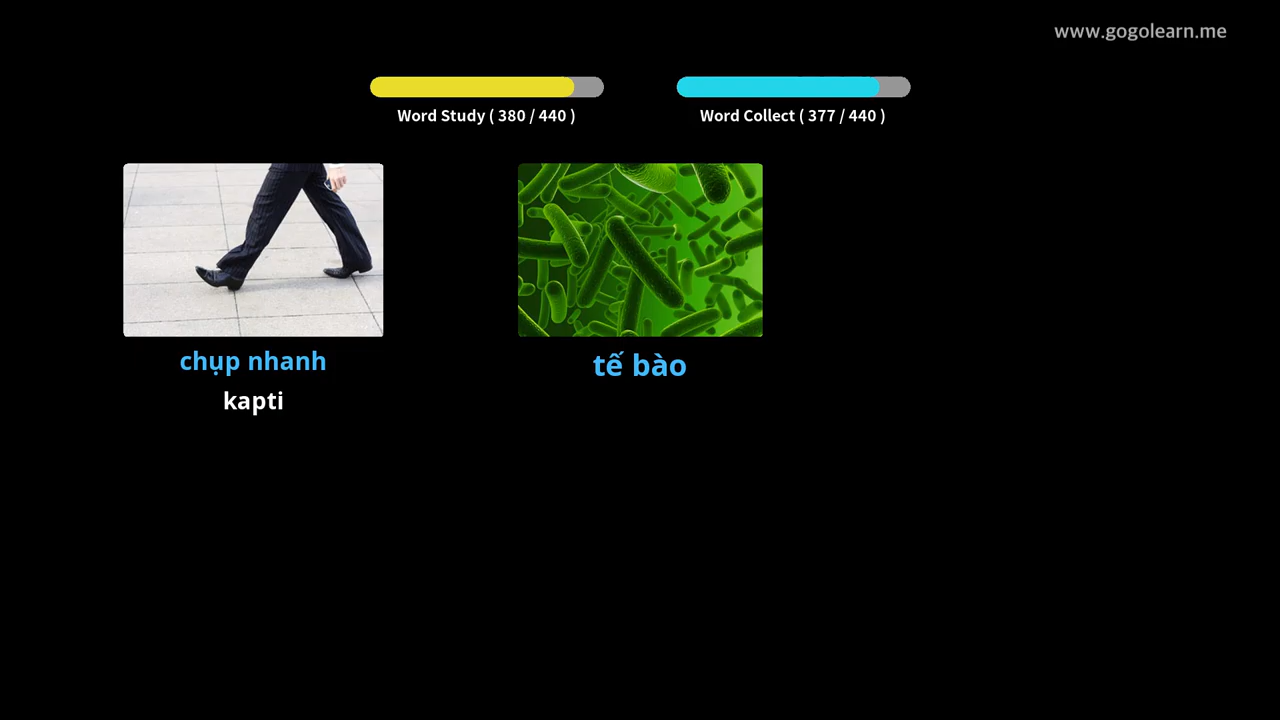 www.gogolearn.me
Word Study ( 380 / 440 )
Word Collect ( 377 / 440 )
chụp nhanh
kapti
tế bào